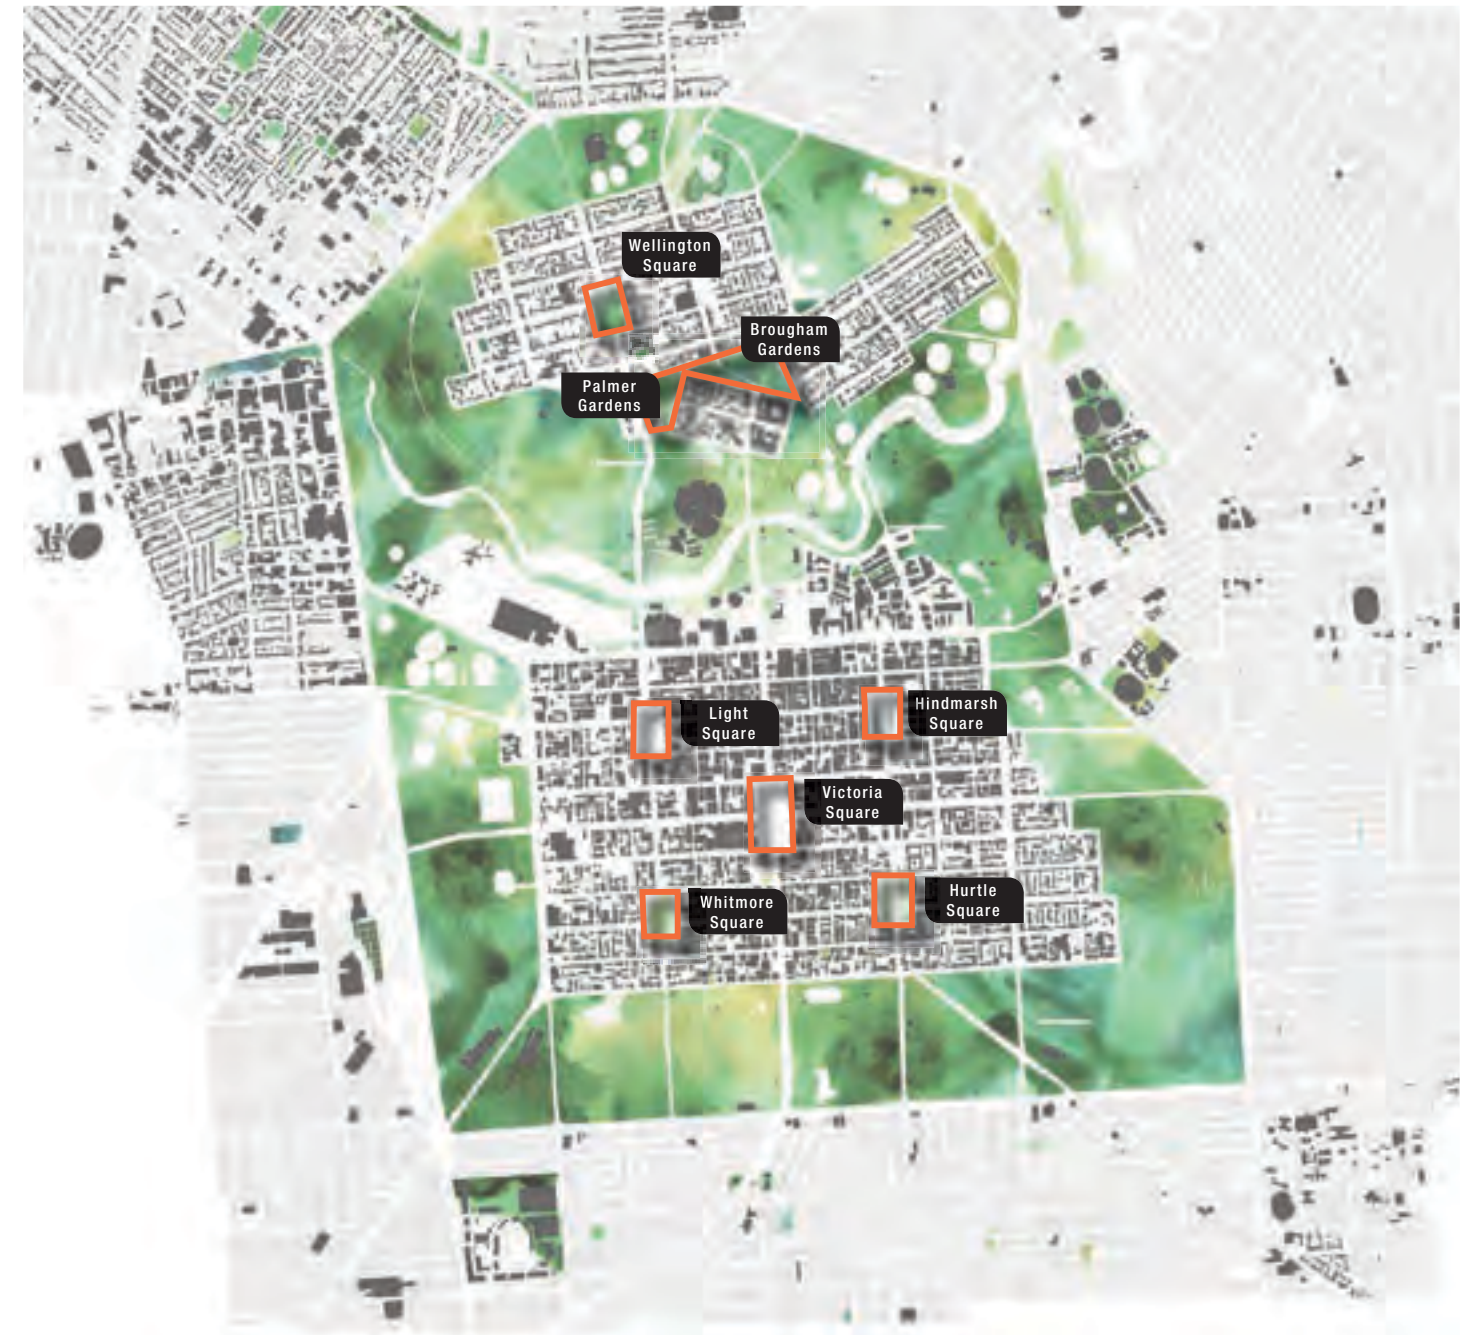 Wellington
Square
Brougham
Gardens
Palmer
Gardens
Light
Square
Hindmarsh
Square
Victoria
Square
Whitmore
Square
Hurtle
Square